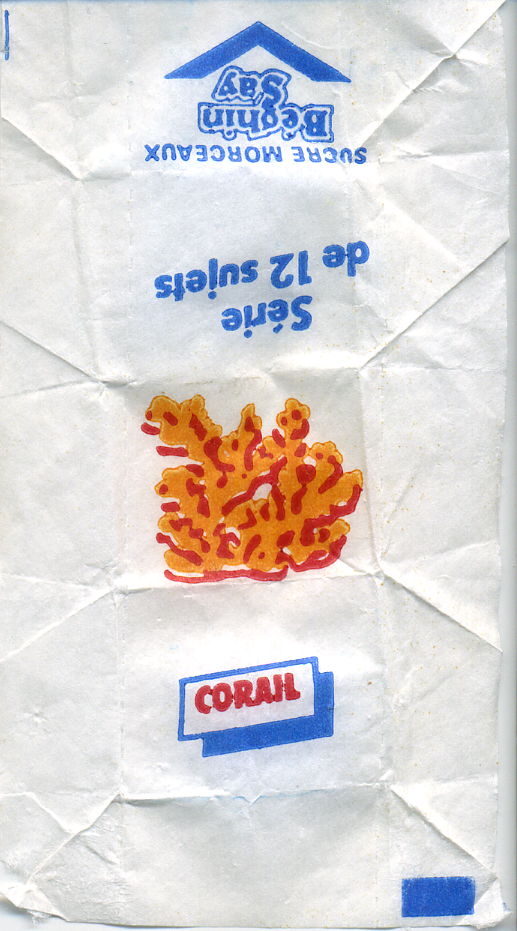 Béghin
Say
SUCRE MORCEAUX
Série
de 12 sujets
CORAIL